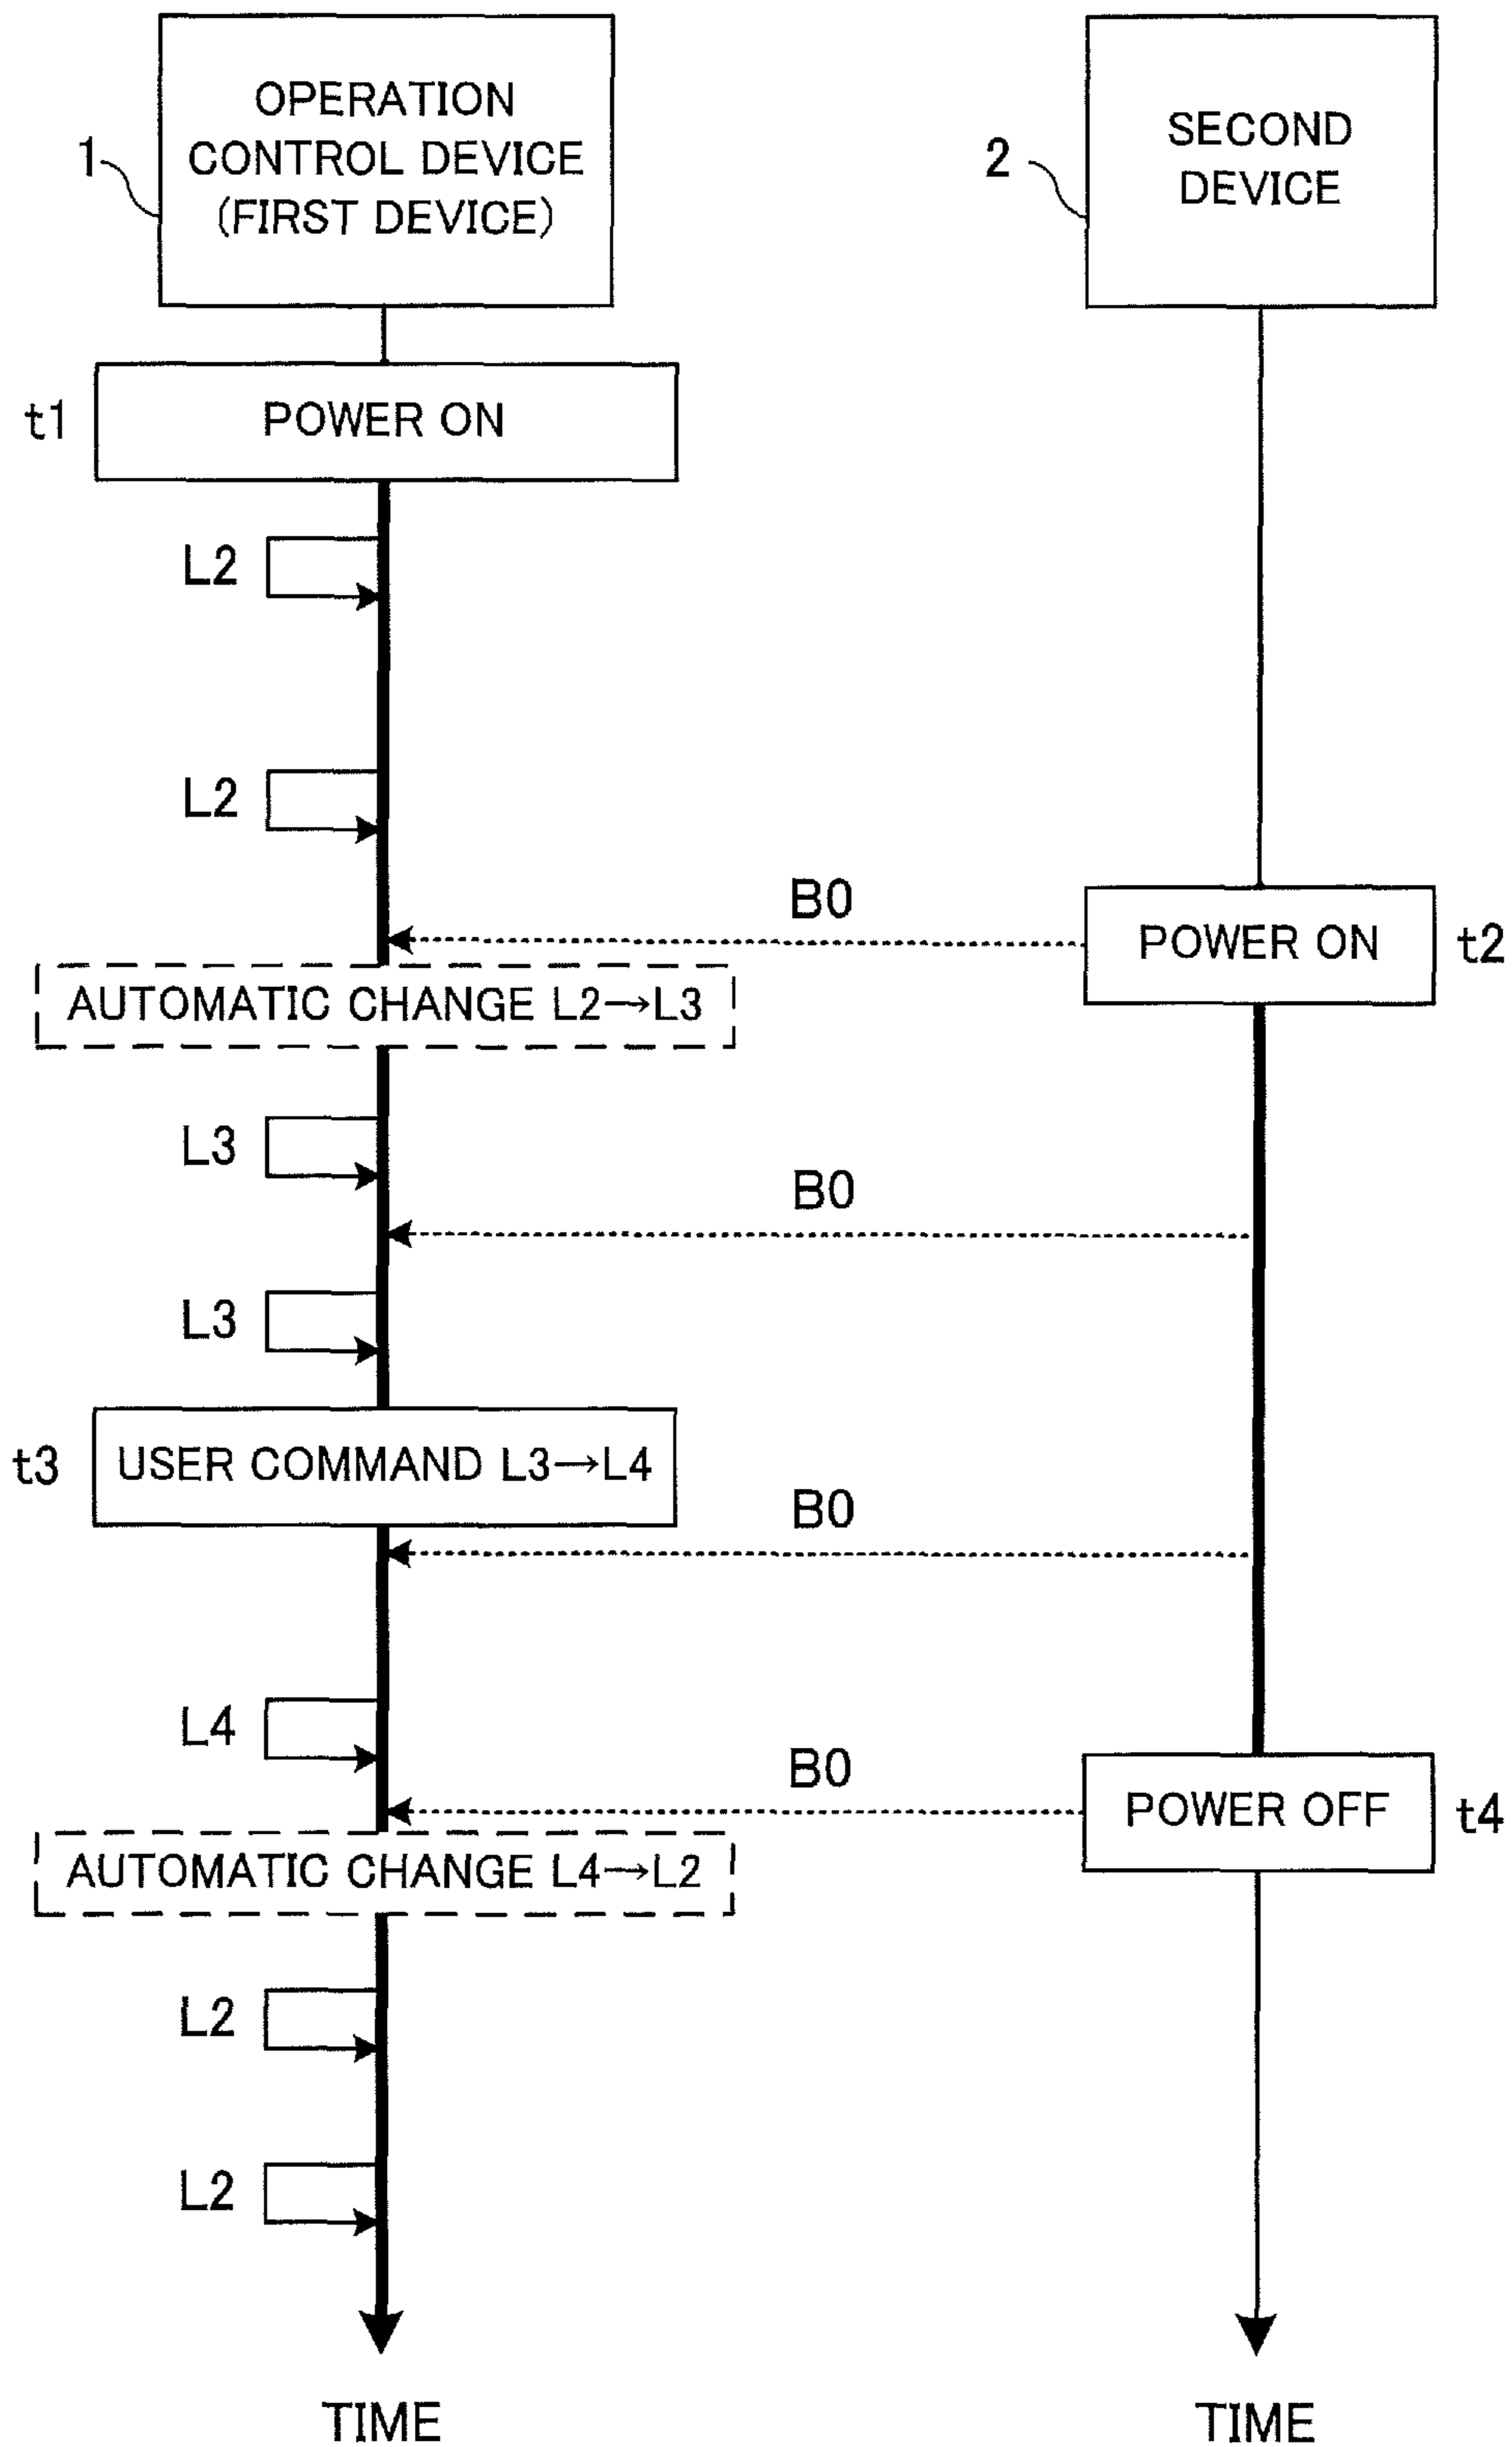 OPERATION
CONTROL DEVICE
(FIRST DEVICE)
1
SECOND
DEVICE
2
t1
POWER ON
L2
L2
B0
POWER ON
t2
AUTOMATIC CHANGE L2→L3
L3
B0
L3
t3
USER COMMAND L3→L4
B0
L4
B0
POWER OFF
t4
AUTOMATIC CHANGE L4→L2
L2
L2
TIME
TIME